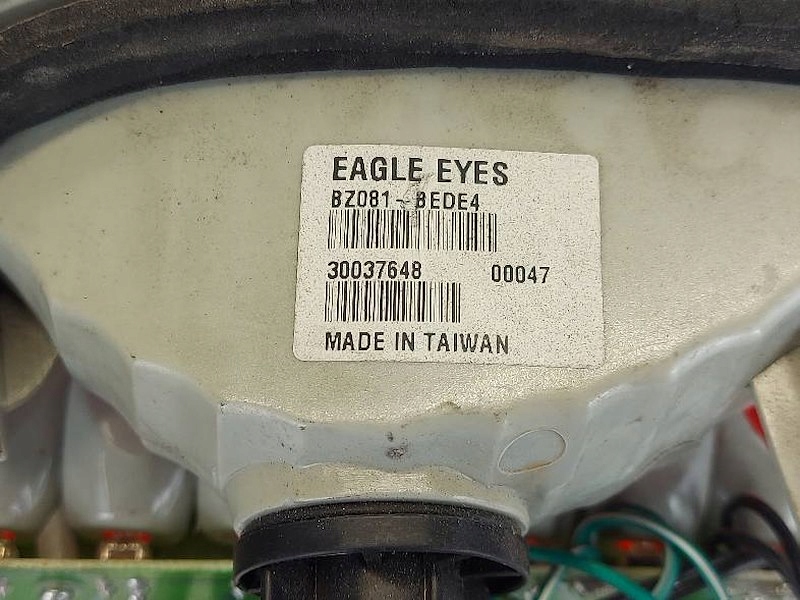 EAGLE EYES
BZ081-BEDE4
30037648 00047
MADE IN TAIWAN